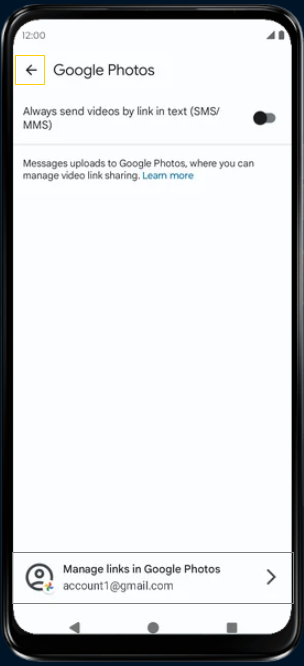 12:00
Google Photos
Always send videos by link in text (SMS/
MMS)
Messages uploads to Google Photos, where you can
manage video link sharing. Learn more
Manage links in Google Photos
account1@gmail.com